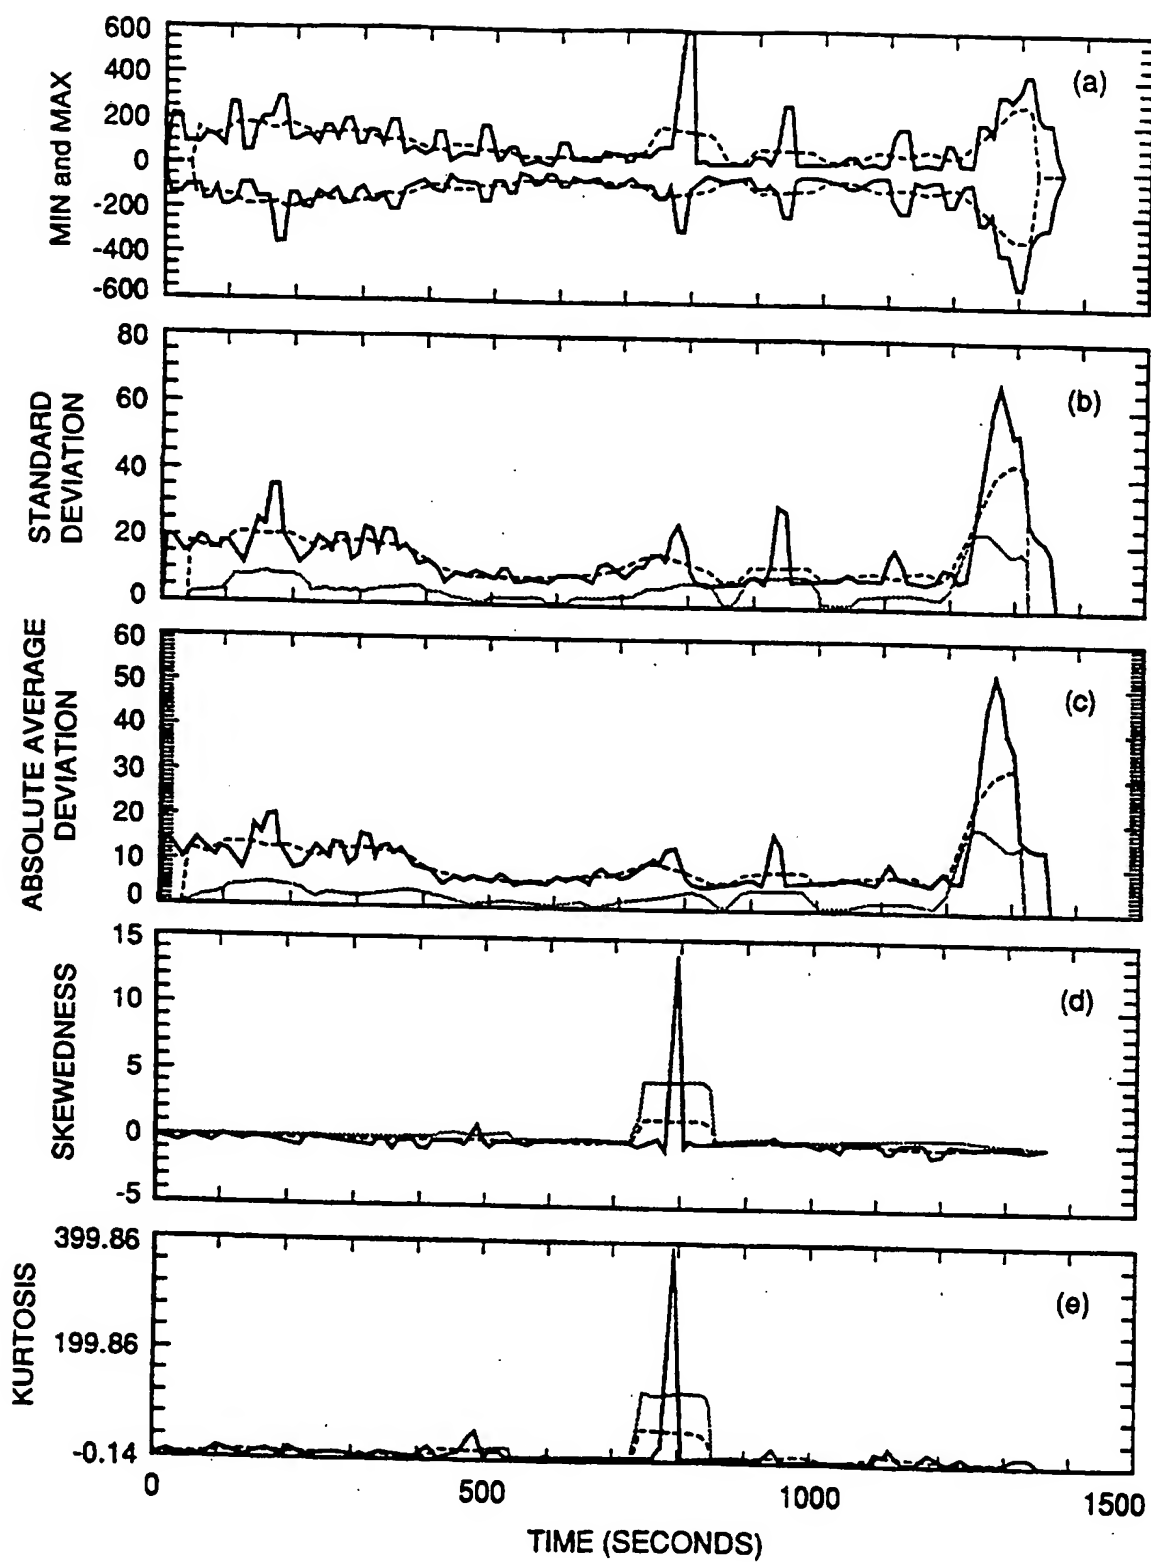 600
400
200
0
-200
-400
-600
MIN and MAX
(a)
80
60
40
20
0
STANDARD
DEVIATION
(b)
60
50
40
30
20
10
0
ABSOLUTE AVERAGE
DEVIATION
(c)
15
10
5
0
-5
SKEWEDNESS
(d)
399.86
199.86
-0.14
KURTOSIS
(e)
0
500
1000
1500
TIME (SECONDS)